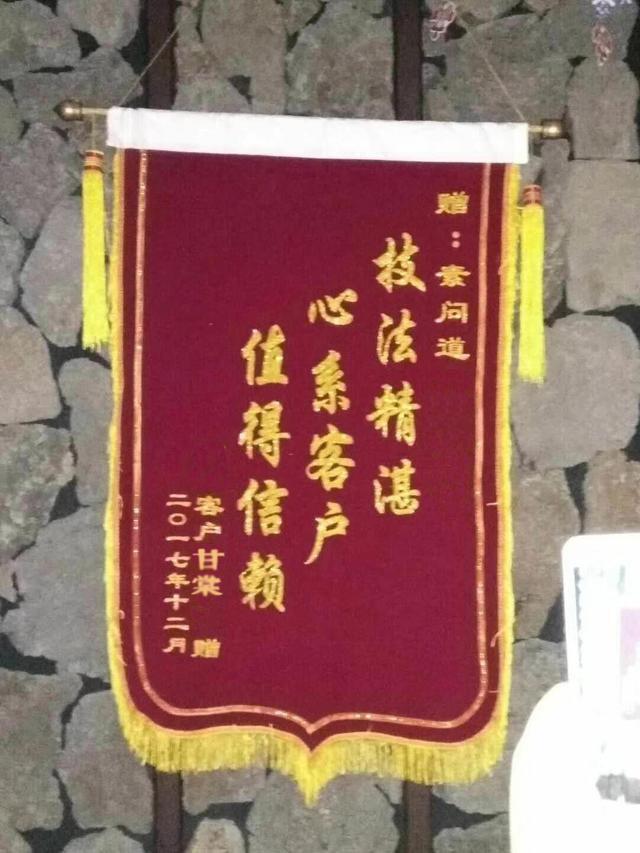 赠：素问道
技法精湛
心系客户
值得信赖
客户甘棠 赠
二〇一七年十二月